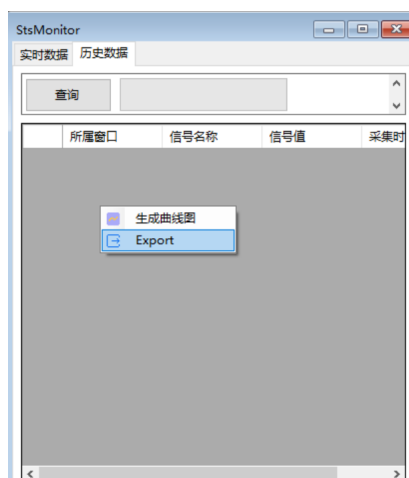 StsMonitor
实时数据 历史数据
查询
所属窗口 信号名称 信号值 采集时
生成曲线图
Export